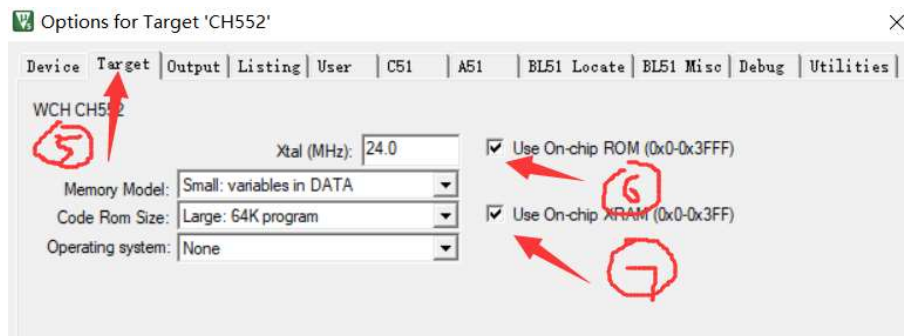 Options for Target 'CH552'
Device Target Output Listing User C51 A51 BL51 Locate BL51 Misc Debug Utilities
WCH CH552
5
Xtal (MHz): 24.0
Use On-chip ROM (0x0-0x3FFF)
6
Memory Model: Small: variables in DATA
Code Rom Size: Large: 64K program
Use On-chip XRAM (0x0-0x3FF)
Operating system: None
7